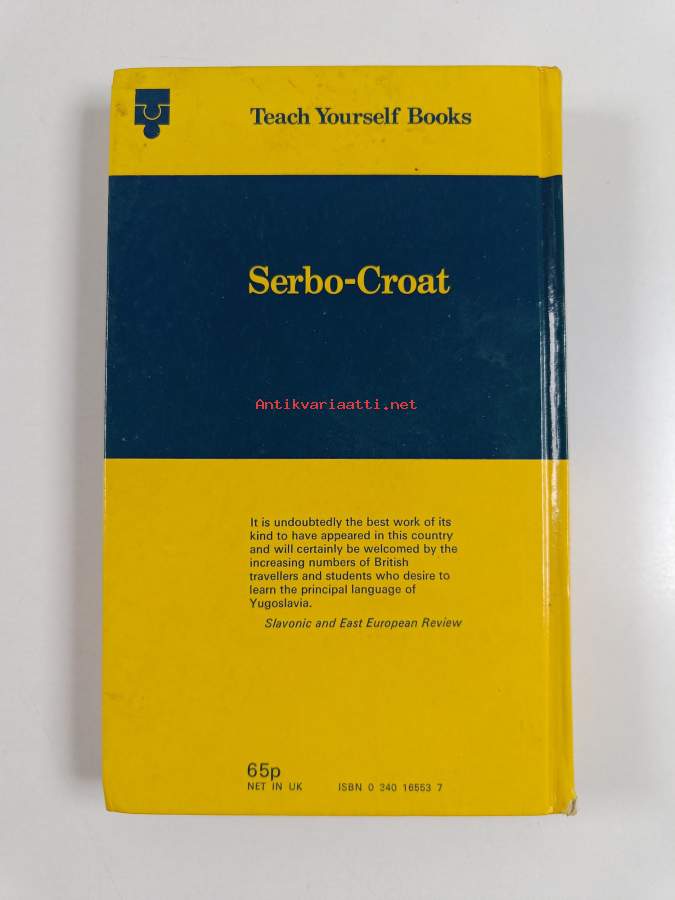 Teach Yourself Books
Serbo-Croat
Antikvariaatti.net
It is undoubtedly the best work of its
kind to have appeared in this country
and will certainly be welcomed by the
increasing numbers of British
travellers and students who desire to
learn the principal language of
Yugoslavia.
Slavonic and East European Review
65p
NET IN UK ISBN 0 340 16553 7